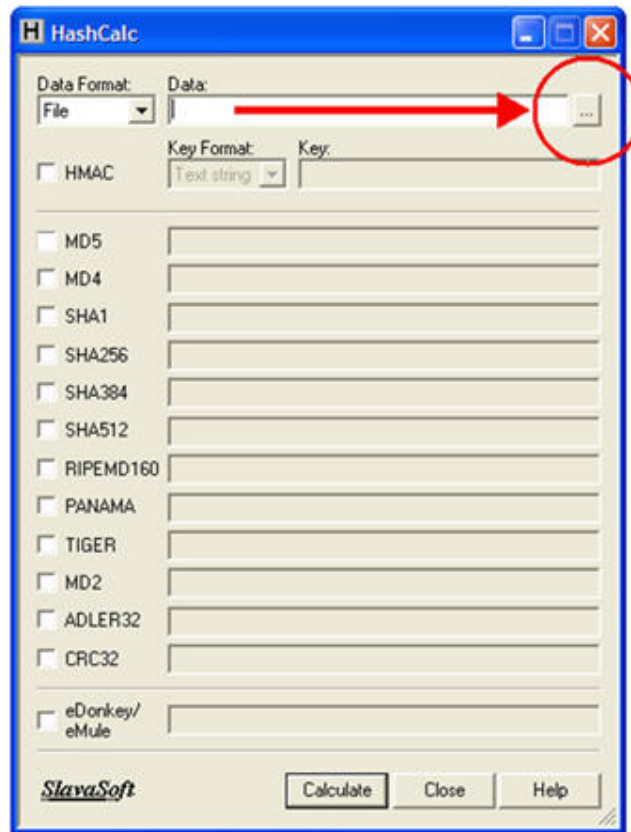 H HashCalc
Data Format: Data:
File ...
Key Format: Key:
HMAC Text string
MD5
MD4
SHA1
SHA256
SHA384
SHA512
RIPEMD160
PANAMA
TIGER
MD2
ADLER32
CRC32
eDonkey/
eMule
SlavaSoft Calculate Close Help